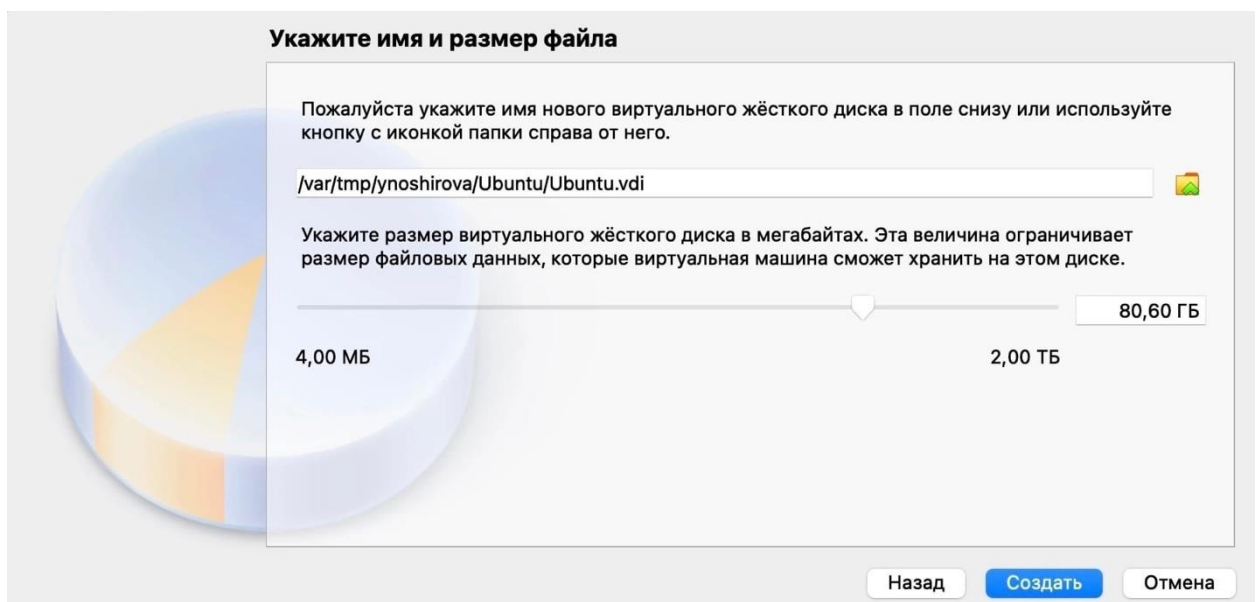 Укажите имя и размер файла
Пожалуйста укажите имя нового виртуального жёсткого диска в поле снизу или используйте
кнопку с иконкой папки справа от него.
/var/tmp/ynoshirova/Ubuntu/Ubuntu.vdi
Укажите размер виртуального жёсткого диска в мегабайтах. Эта величина ограничивает
размер файловых данных, которые виртуальная машина сможет хранить на этом диске.
80,60 ГБ
4,00 МБ 2,00 ТБ
Назад Создать Отмена